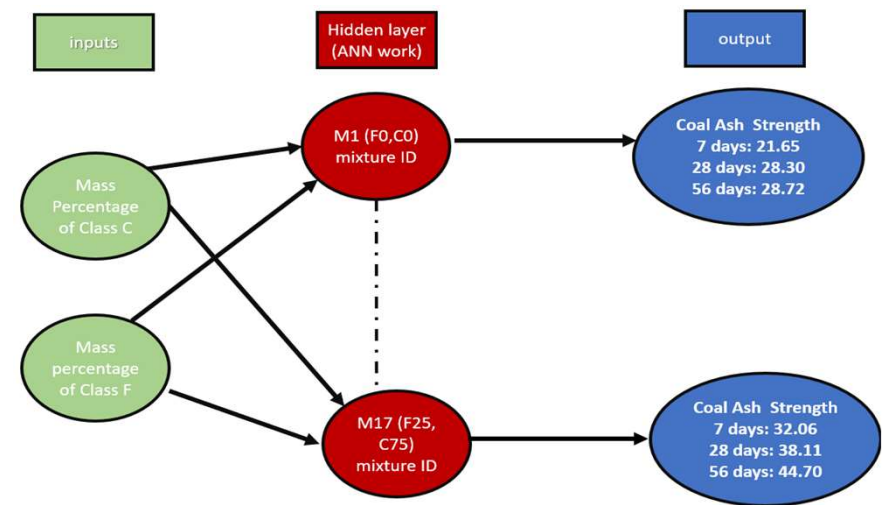 inputs
Hidden layer
(ANN work)
output
Mass
Percentage
of Class C
Mass
percentage
of Class F
M1 (F0,C0)
mixture ID
M17 (F25,
C75)
mixture ID
Coal Ash Strength
7 days: 21.65
28 days: 28.30
56 days: 28.72
Coal Ash Strength
7 days: 32.06
28 days: 38.11
56 days: 44.70